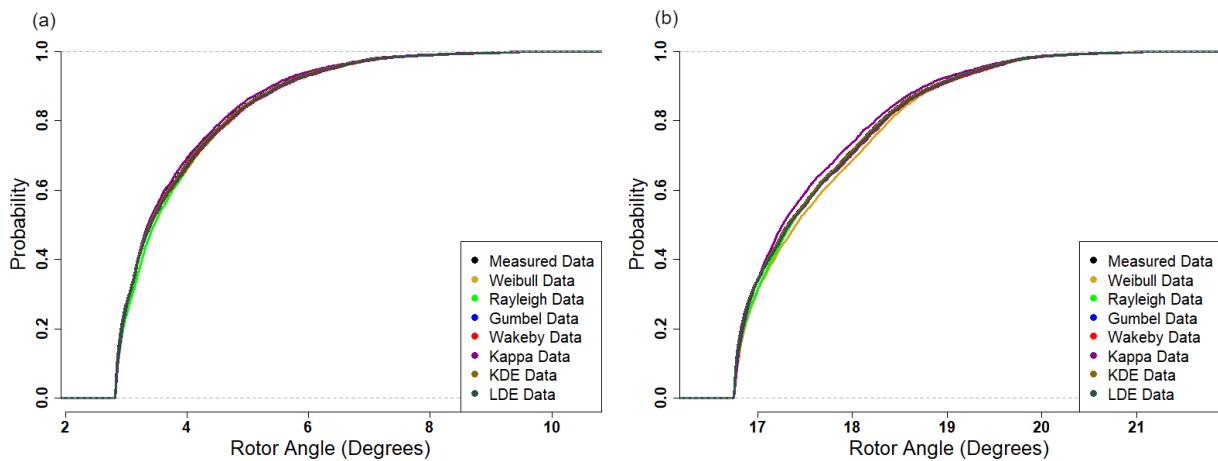 (a)
1.0
0.8
0.6
0.4
0.2
0.0
Probability
2 4 6 8 10
Rotor Angle (Degrees)
Measured Data
Weibull Data
Rayleigh Data
Gumbel Data
Wakeby Data
Kappa Data
KDE Data
LDE Data
(b)
1.0
0.8
0.6
0.4
0.2
0.0
Probability
17 18 19 20 21
Rotor Angle (Degrees)
Measured Data
Weibull Data
Rayleigh Data
Gumbel Data
Wakeby Data
Kappa Data
KDE Data
LDE Data